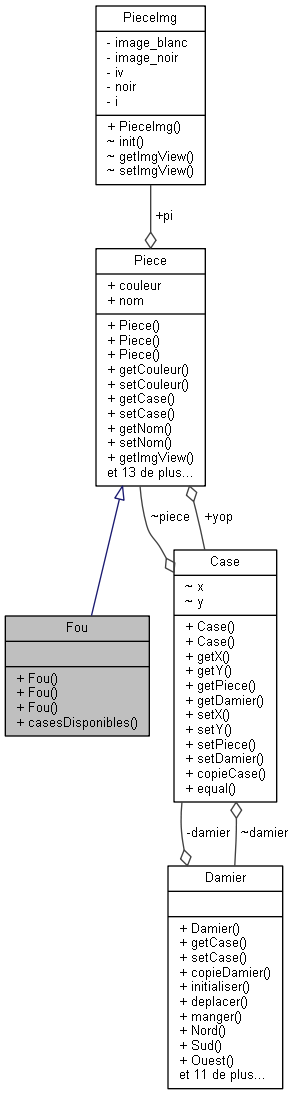 PieceImg
- image_blanc
- image_noir
- iv
- noir
- i
+ PieceImg()
~ init()
~ getImgView()
~ setImgView()
+pi
Piece
+ couleur
+ nom
+ Piece()
+ Piece()
+ Piece()
+ getCouleur()
+ setCouleur()
+ getCase()
+ setCase()
+ getNom()
+ setNom()
+ getImgView()
et 13 de plus...
~piece
+yop
Case
~ x
~ y
+ Case()
+ Case()
+ getX()
+ getY()
+ getPiece()
+ getDamier()
+ setX()
+ setY()
+ setPiece()
+ setDamier()
+ copieCase()
+ equal()
Fou
+ Fou()
+ Fou()
+ Fou()
+ casesDisponibles()
-damier
~damier
Damier
+ Damier()
+ getCase()
+ setCase()
+ copieDamier()
+ initialiser()
+ deplacer()
+ manger()
+ Nord()
+ Sud()
+ Ouest()
et 11 de plus...